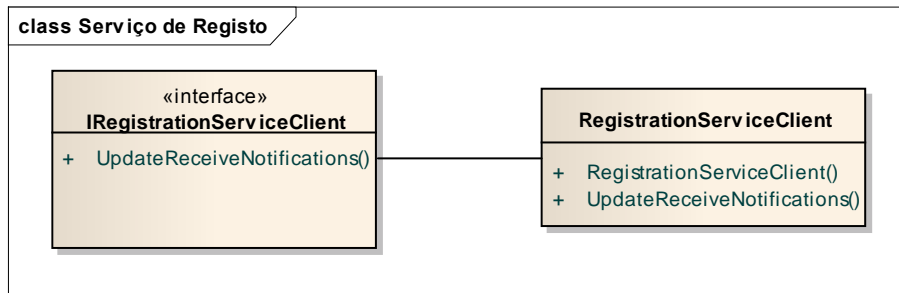 class Serviço de Registo
«interface»
IRegistrationServiceClient
+ UpdateReceiveNotifications()
RegistrationServiceClient
+ RegistrationServiceClient()
+ UpdateReceiveNotifications()